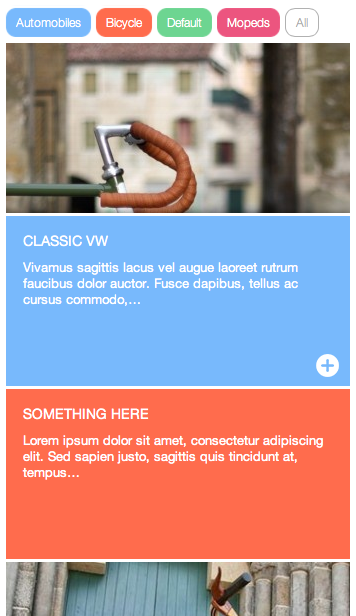 Automobiles Bicycle Default Mopeds All
CLASSIC VW
Vivamus sagittis lacus vel augue laoreet rutrum
faucibus dolor auctor. Fusce dapibus, tellus ac
cursus commodo,…
SOMETHING HERE
Lorem ipsum dolor sit amet, consectetur adipiscing
elit. Sed sapien justo, sagittis quis tincidunt at,
tempus…